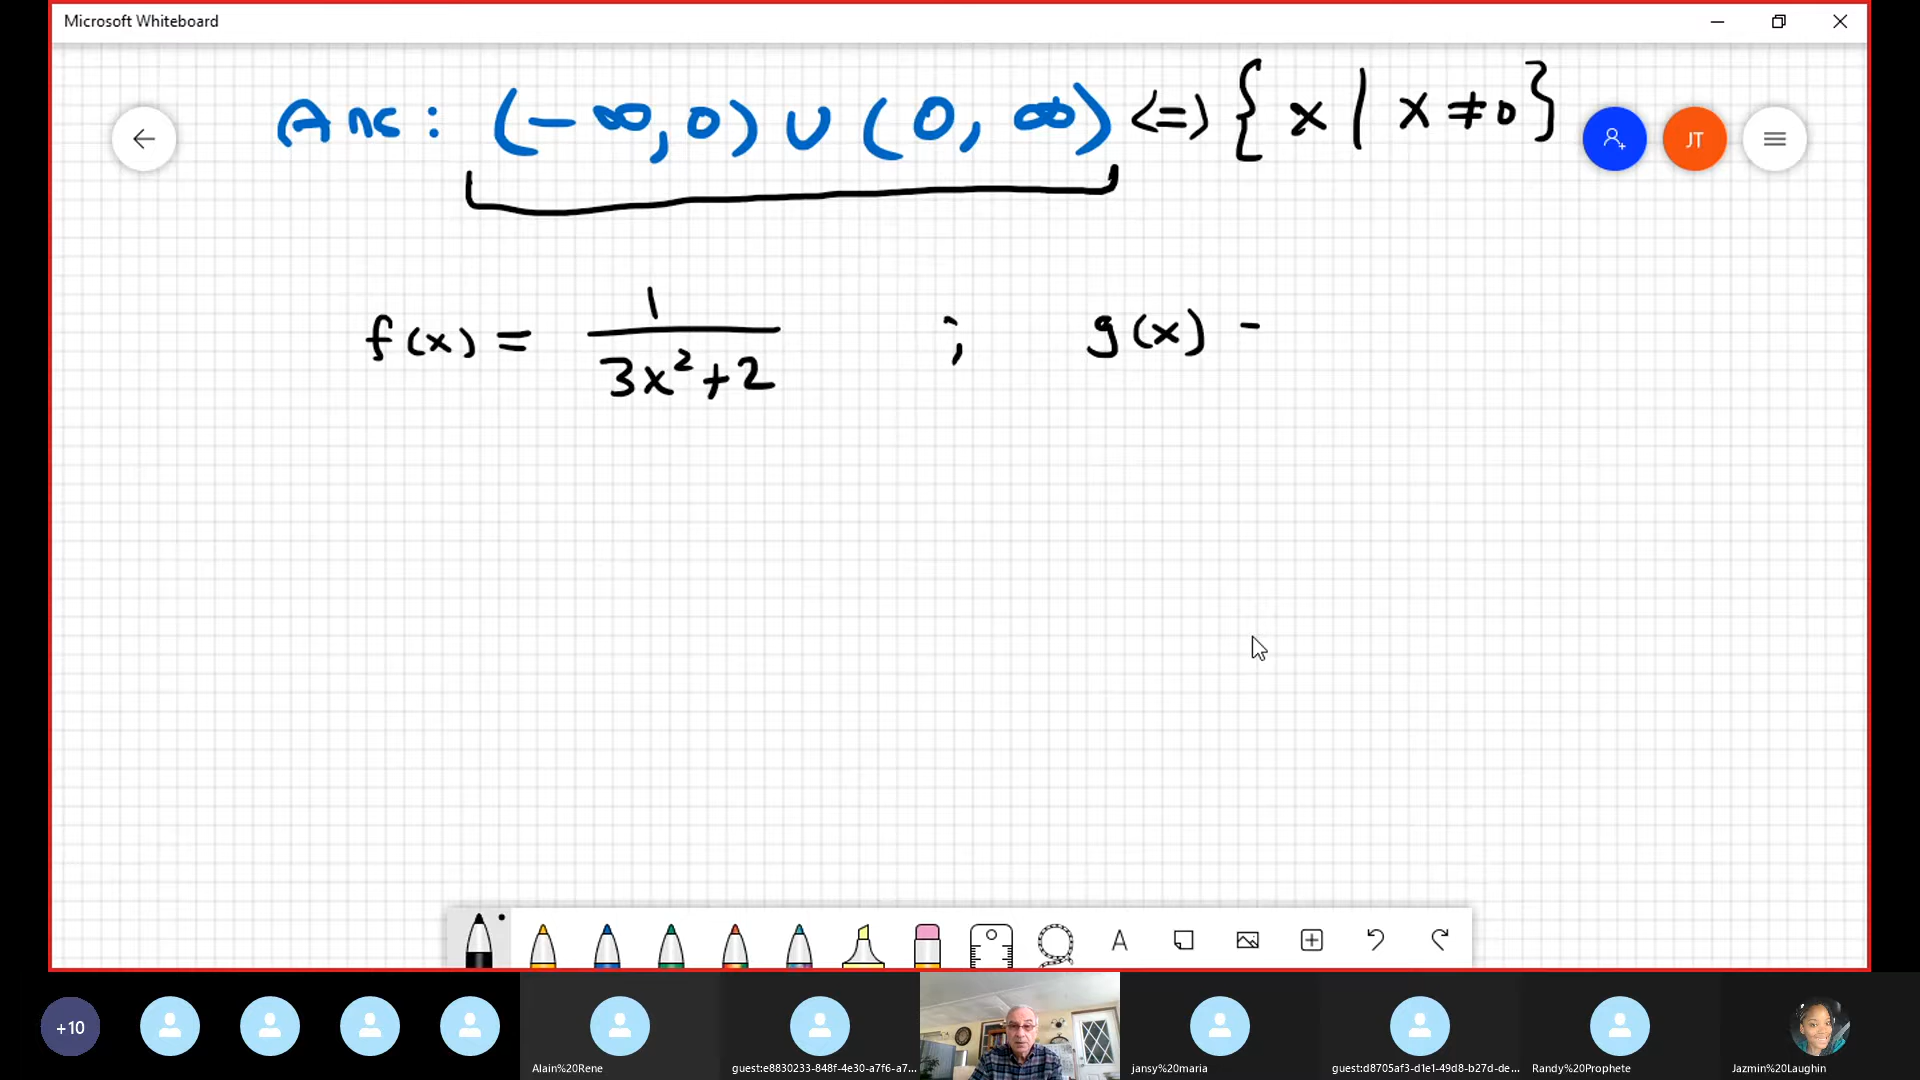 Microsoft Whiteboard
Ans: (-∞,0) ∪ (0, ∞) <=> { x | x ≠ 0 }
JT
f(x) = 1/(3x²+2) ; g(x) -
A
+10
Alain%20Rene
guest:e8830233-848f-4e30-a7f6-a7...
jansy%20maria
guest:d8705af3-d1e1-49d8-b27d-de...
Randy%20Prophete
Jazmin%20Laughin